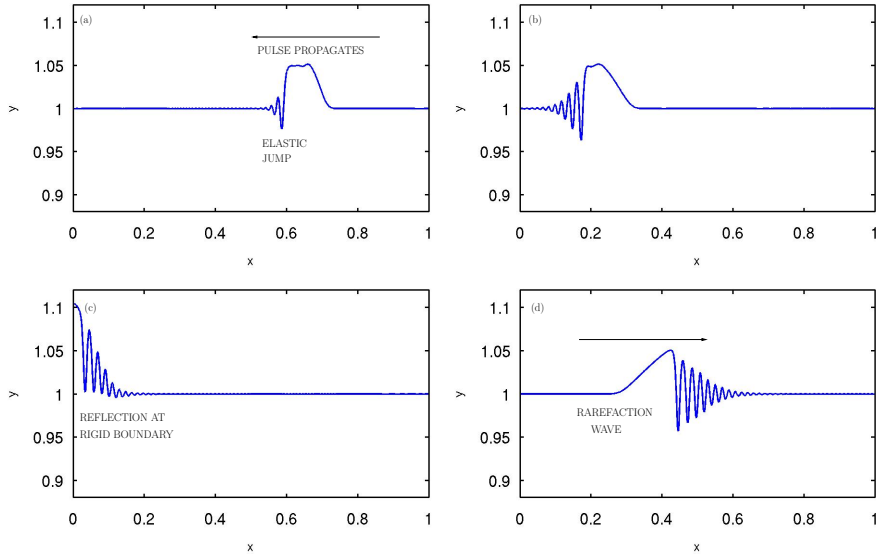 (a)
PULSE PROPAGATES
ELASTIC
JUMP
1.1
1.05
1
0.95
0.9
y
0 0.2 0.4 0.6 0.8 1
x
(b)
1.1
1.05
1
0.95
0.9
y
0 0.2 0.4 0.6 0.8 1
x
(c)
REFLECTION AT
RIGID BOUNDARY
1.1
1.05
1
0.95
0.9
y
0 0.2 0.4 0.6 0.8 1
x
(d)
RAREFACTION
WAVE
1.1
1.05
1
0.95
0.9
y
0 0.2 0.4 0.6 0.8 1
x